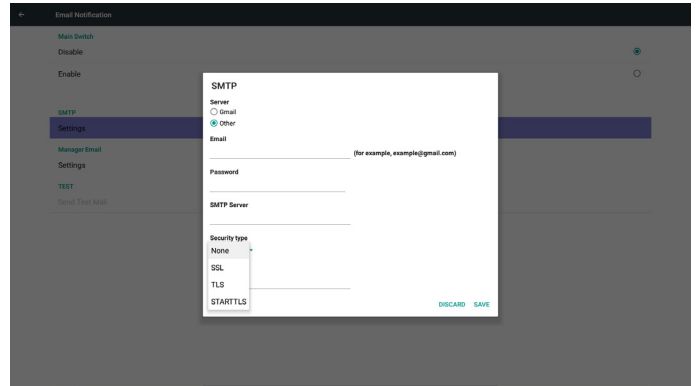 Email Notification
Main Switch
Disable
Enable
SMTP
Settings
Manager Email
Settings
TEST
Send Test Mail
SMTP
Server
Gmail
Other
Email
(for example, example@gmail.com)
Password
SMTP Server
Security type
None
SSL
TLS
STARTTLS
DISCARD SAVE